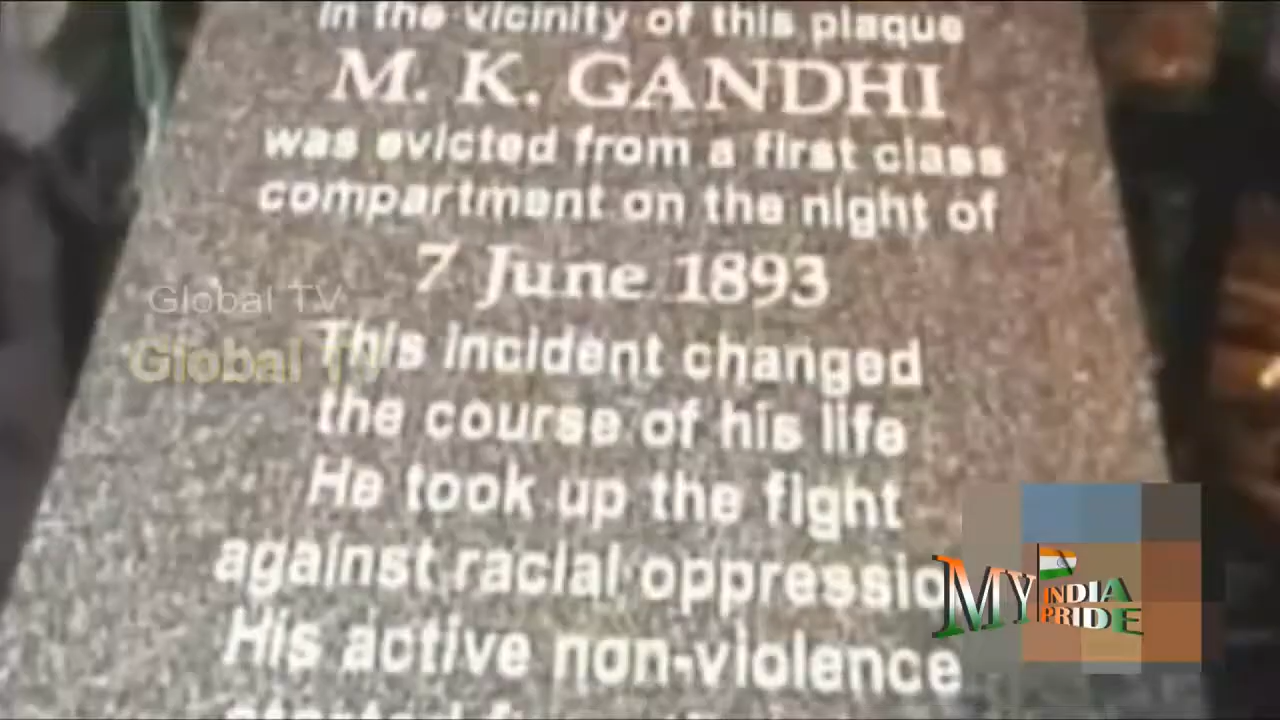 in the vicinity of this plaque
M. K. GANDHI
was evicted from a first class
compartment on the night of
7 June 1893
Global TV
Global TV
This incident changed
the course of his life
He took up the fight
against racial oppressio
His active non-violence
MY INDIA PRIDE